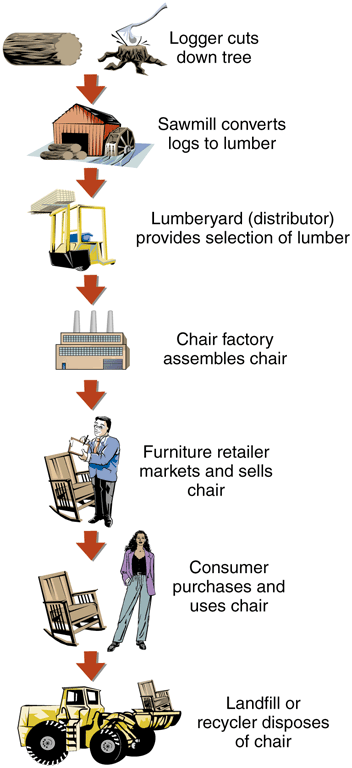 Logger cuts
down tree
Sawmill converts
logs to lumber
Lumberyard (distributor)
provides selection of lumber
Chair factory
assembles chair
Furniture retailer
markets and sells
chair
Consumer
purchases and
uses chair
Landfill or
recycler disposes
of chair